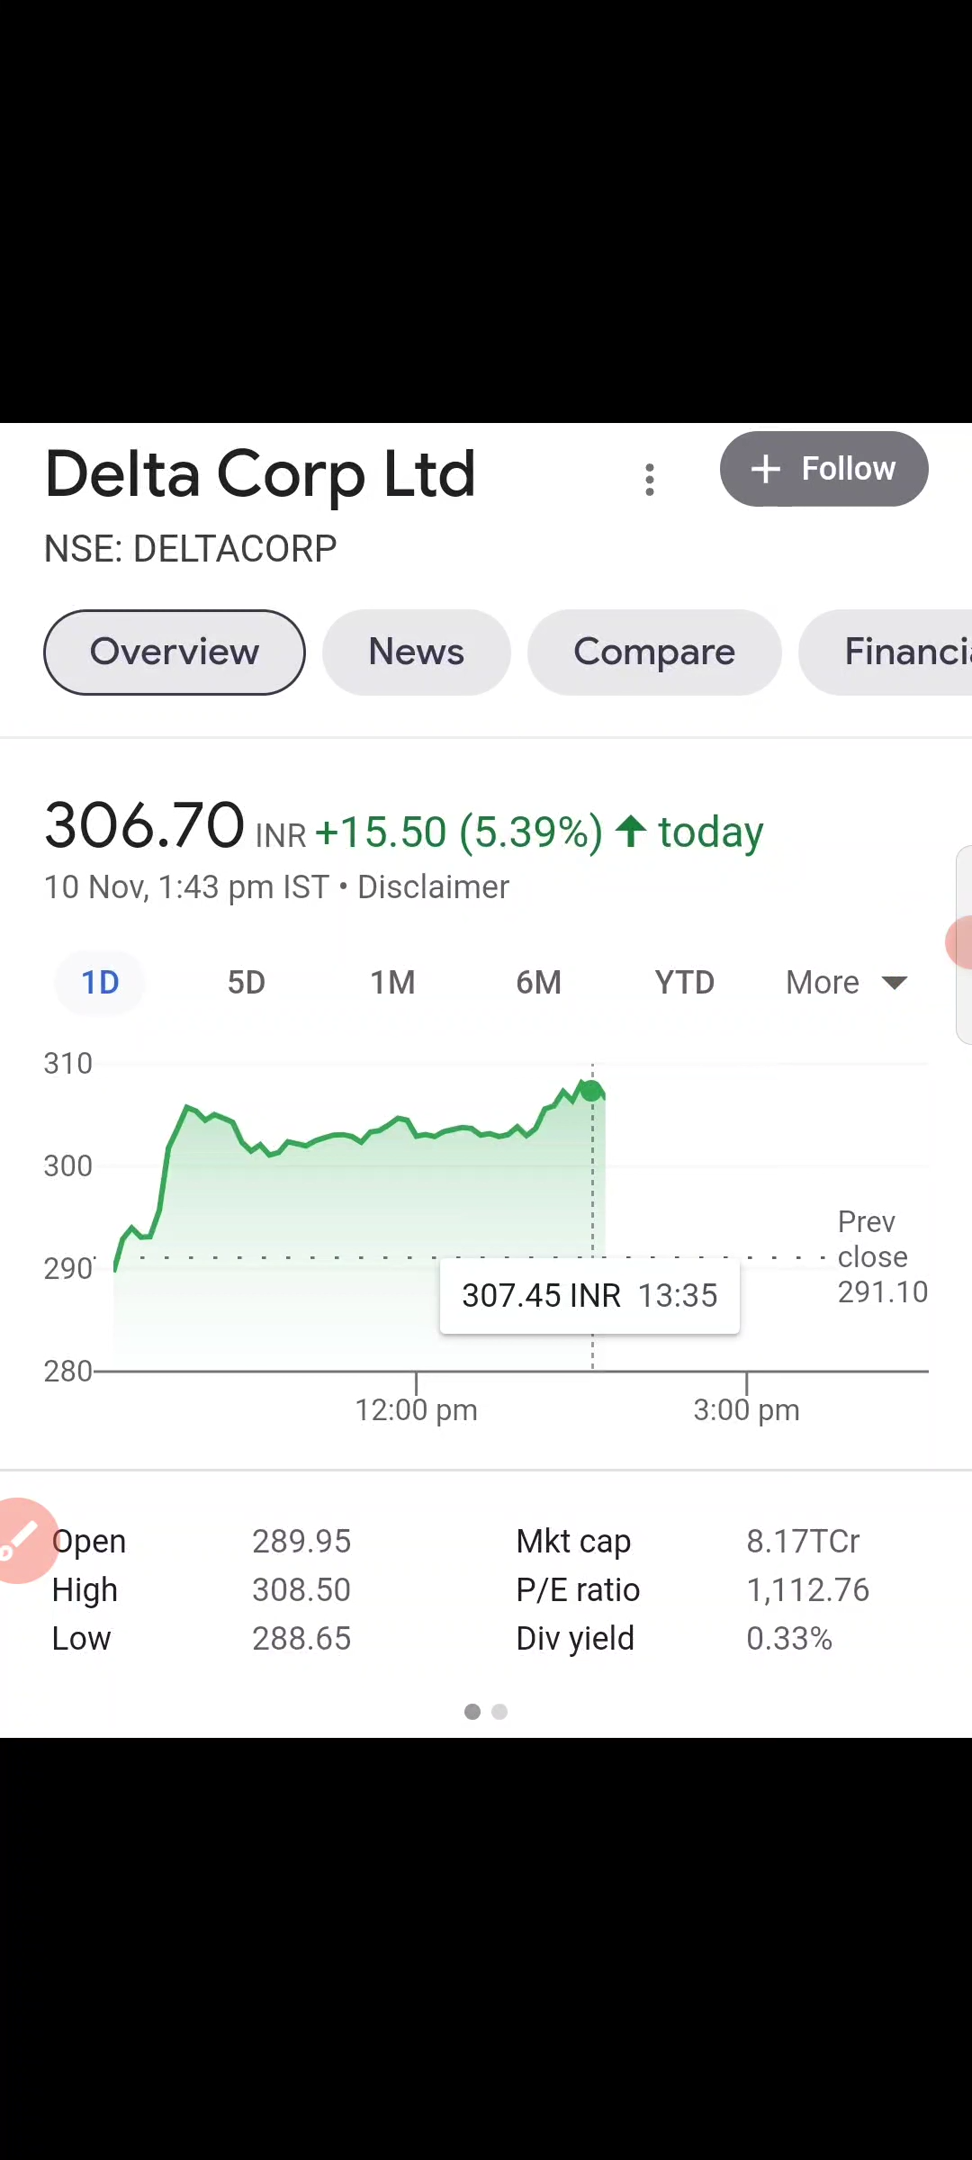 Delta Corp Ltd
+ Follow
NSE: DELTACORP
Overview News Compare Financi
306.70 INR +15.50 (5.39%) ↑ today
10 Nov, 1:43 pm IST • Disclaimer
1D 5D 1M 6M YTD More
310
300
290
280
Prev
close
291.10
307.45 INR 13:35
12:00 pm 3:00 pm
Open 289.95 Mkt cap 8.17TCr
High 308.50 P/E ratio 1,112.76
Low 288.65 Div yield 0.33%